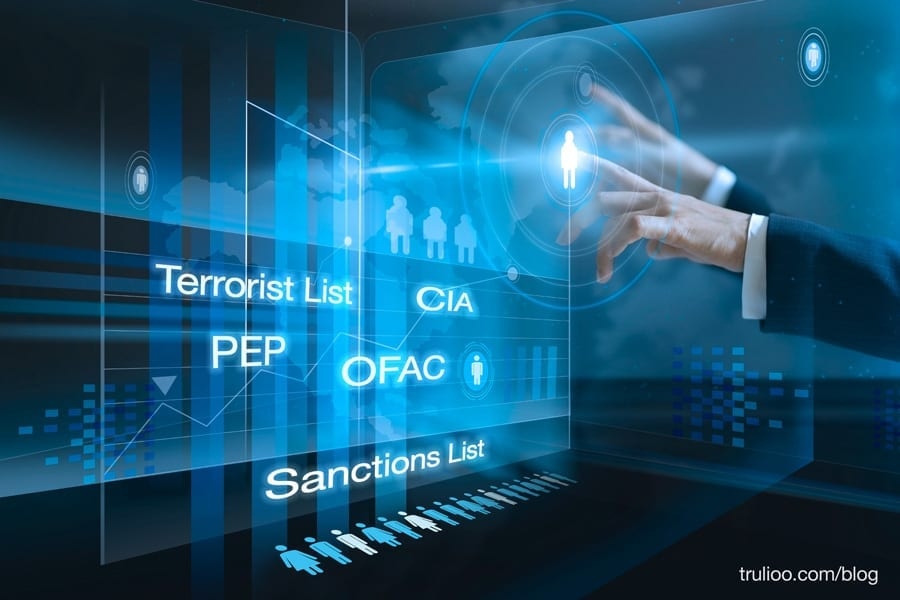 Terrorist List
CIA
PEP
OFAC
Sanctions List
trulioo.com/blog